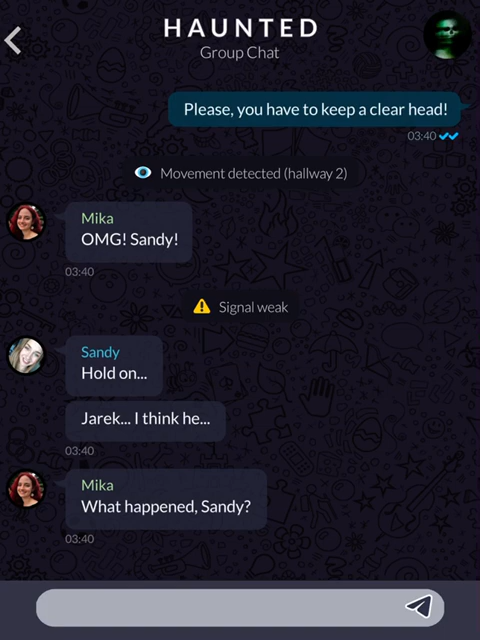 HAUNTED
Group Chat
Please, you have to keep a clear head!
03:40
Movement detected (hallway 2)
Mika
OMG! Sandy!
03:40
Signal weak
Sandy
Hold on...
Jarek... I think he...
03:40
Mika
What happened, Sandy?
03:40